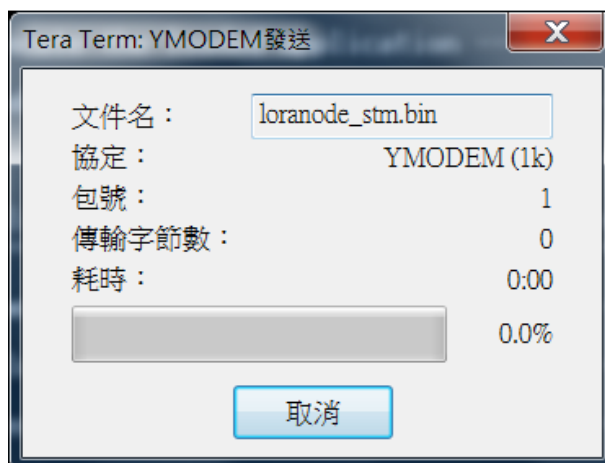 Tera Term: YMODEM發送
文件名： loranode_stm.bin
協定： YMODEM (1k)
包號： 1
傳輸字節數： 0
耗時： 0:00
0.0%
取消